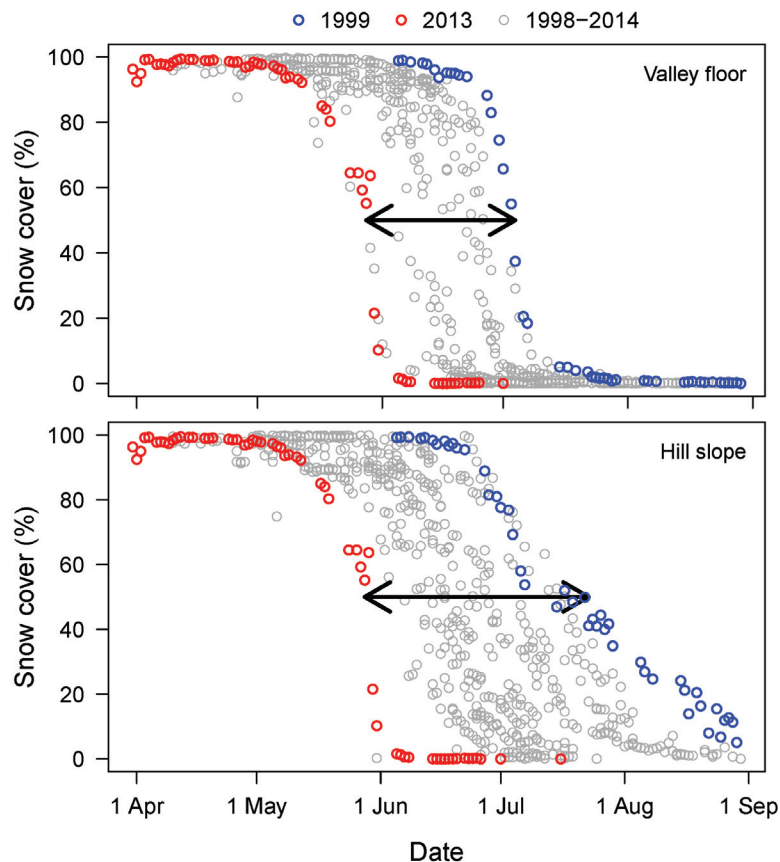 1999 2013 1998−2014
Valley floor
Snow cover (%)
100
80
60
40
20
0
Hill slope
Snow cover (%)
100
80
60
40
20
0
1 Apr 1 May 1 Jun 1 Jul 1 Aug 1 Sep
Date